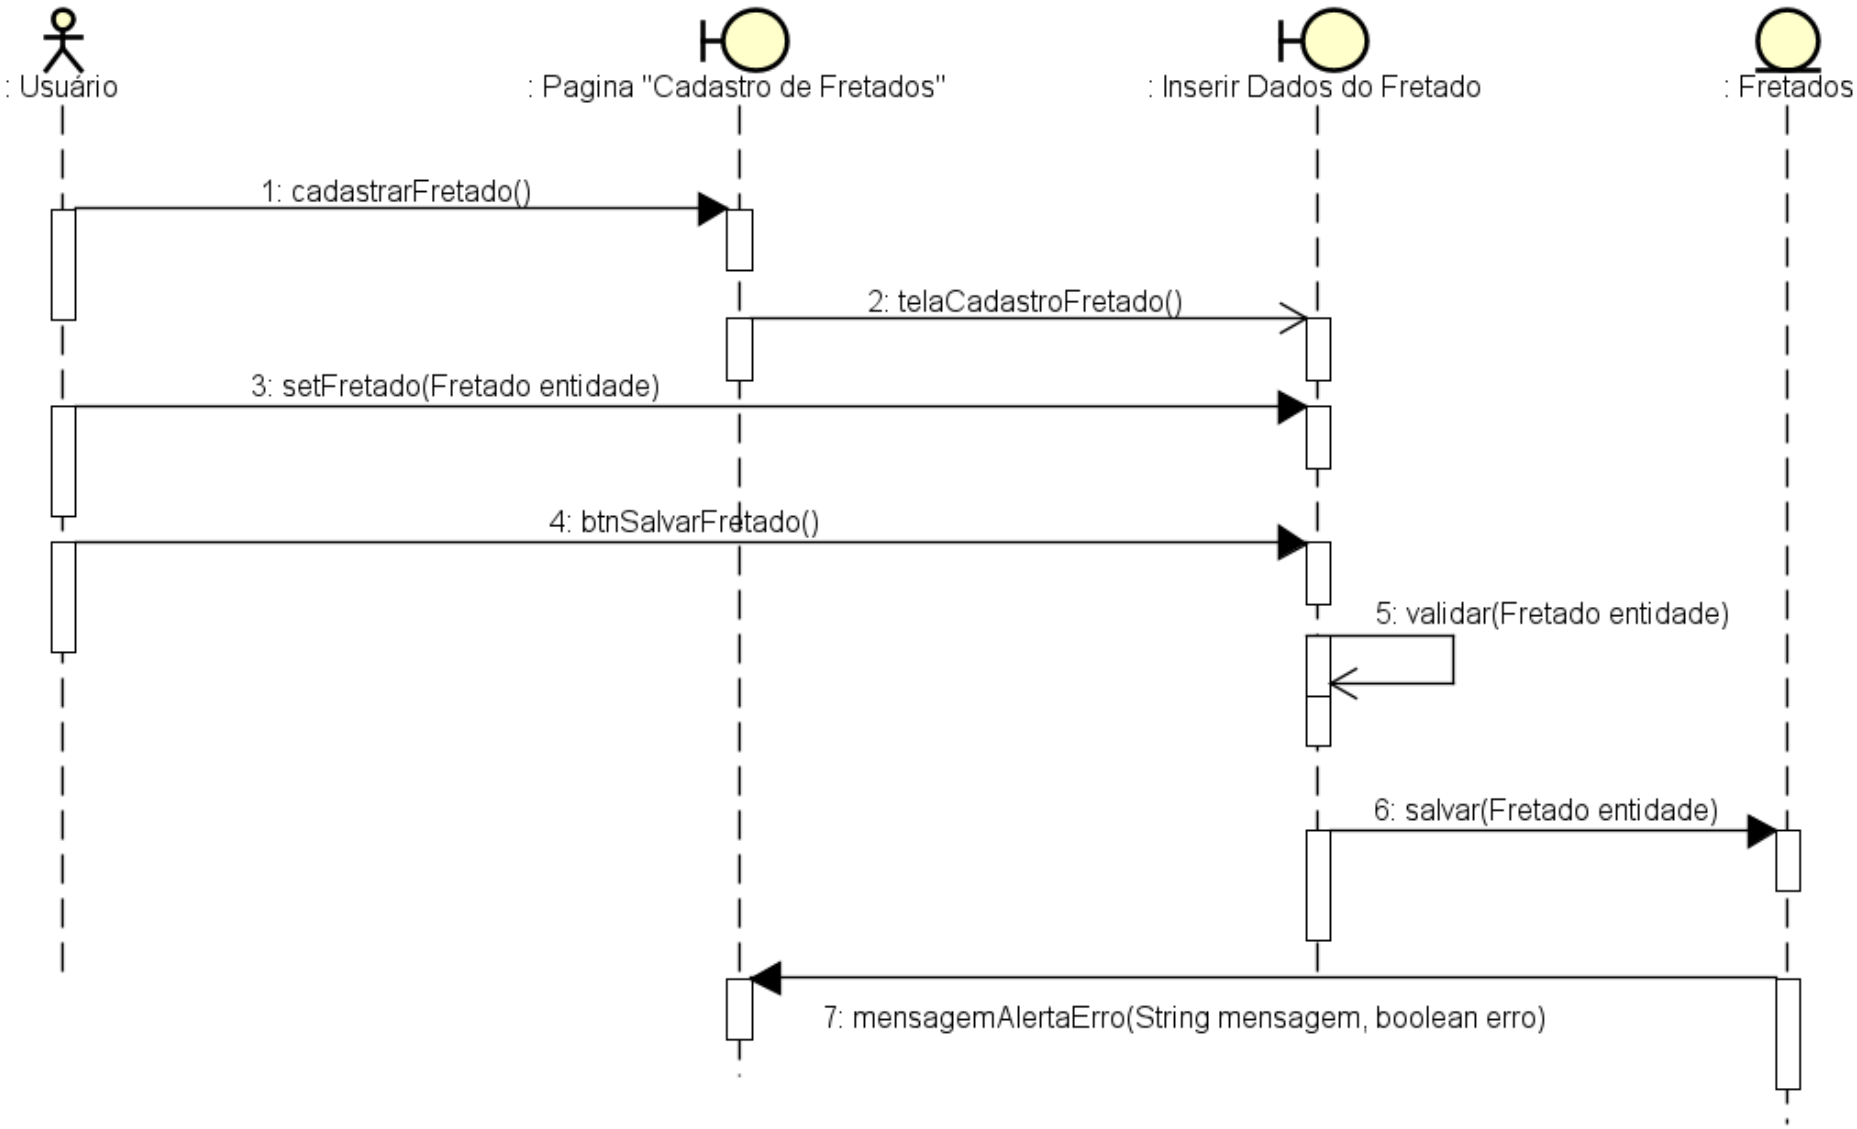 : Usuário
: Pagina "Cadastro de Fretados"
: Inserir Dados do Fretado
: Fretados
1: cadastrarFretado()
2: telaCadastroFretado()
3: setFretado(Fretado entidade)
4: btnSalvarFretado()
5: validar(Fretado entidade)
6: salvar(Fretado entidade)
7: mensagemAlertaErro(String mensagem, boolean erro)